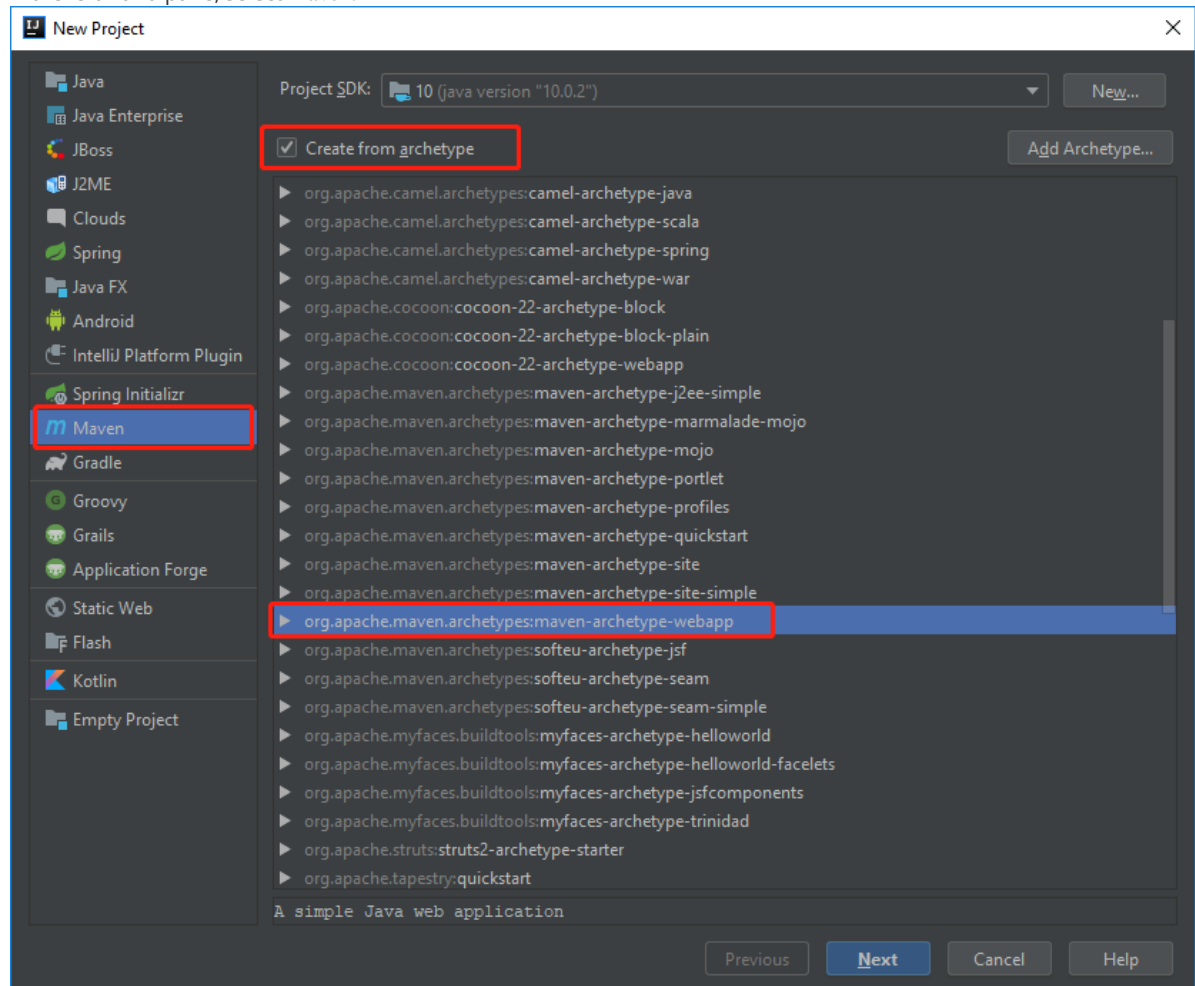 New Project
Java
Java Enterprise
JBoss
J2ME
Clouds
Spring
Java FX
Android
IntelliJ Platform Plugin
Spring Initializr
Maven
Gradle
Groovy
Grails
Application Forge
Static Web
Flash
Kotlin
Empty Project
Project SDK: 10 (java version "10.0.2") New...
Create from archetype Add Archetype...
org.apache.camel.archetypes:camel-archetype-java
org.apache.camel.archetypes:camel-archetype-scala
org.apache.camel.archetypes:camel-archetype-spring
org.apache.camel.archetypes:camel-archetype-war
org.apache.cocoon:cocoon-22-archetype-block
org.apache.cocoon:cocoon-22-archetype-block-plain
org.apache.cocoon:cocoon-22-archetype-webapp
org.apache.maven.archetypes:maven-archetype-j2ee-simple
org.apache.maven.archetypes:maven-archetype-marmalade-mojo
org.apache.maven.archetypes:maven-archetype-mojo
org.apache.maven.archetypes:maven-archetype-portlet
org.apache.maven.archetypes:maven-archetype-profiles
org.apache.maven.archetypes:maven-archetype-quickstart
org.apache.maven.archetypes:maven-archetype-site
org.apache.maven.archetypes:maven-archetype-site-simple
org.apache.maven.archetypes:maven-archetype-webapp
org.apache.maven.archetypes:softeu-archetype-jsf
org.apache.maven.archetypes:softeu-archetype-seam
org.apache.maven.archetypes:softeu-archetype-seam-simple
org.apache.myfaces.buildtools:myfaces-archetype-helloworld
org.apache.myfaces.buildtools:myfaces-archetype-helloworld-facelets
org.apache.myfaces.buildtools:myfaces-archetype-jsfcomponents
org.apache.myfaces.buildtools:myfaces-archetype-trinidad
org.apache.struts:struts2-archetype-starter
org.apache.tapestry:quickstart
A simple Java web application
Previous Next Cancel Help